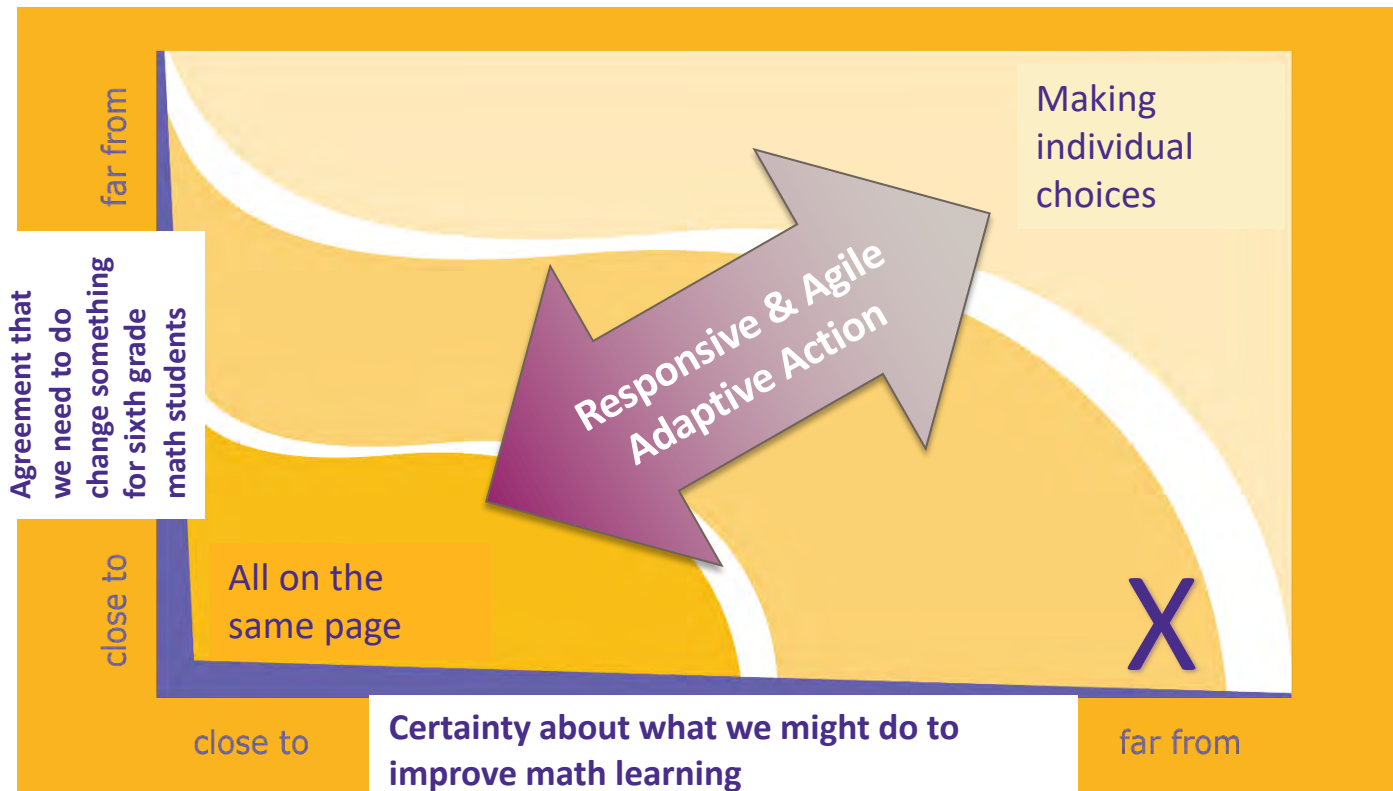 far from
Agreement that
we need to do
change something
for sixth grade
math students
close to
Making
individual
choices
Responsive & Agile
Adaptive Action
All on the
same page
X
close to
Certainty about what we might do to
improve math learning
far from